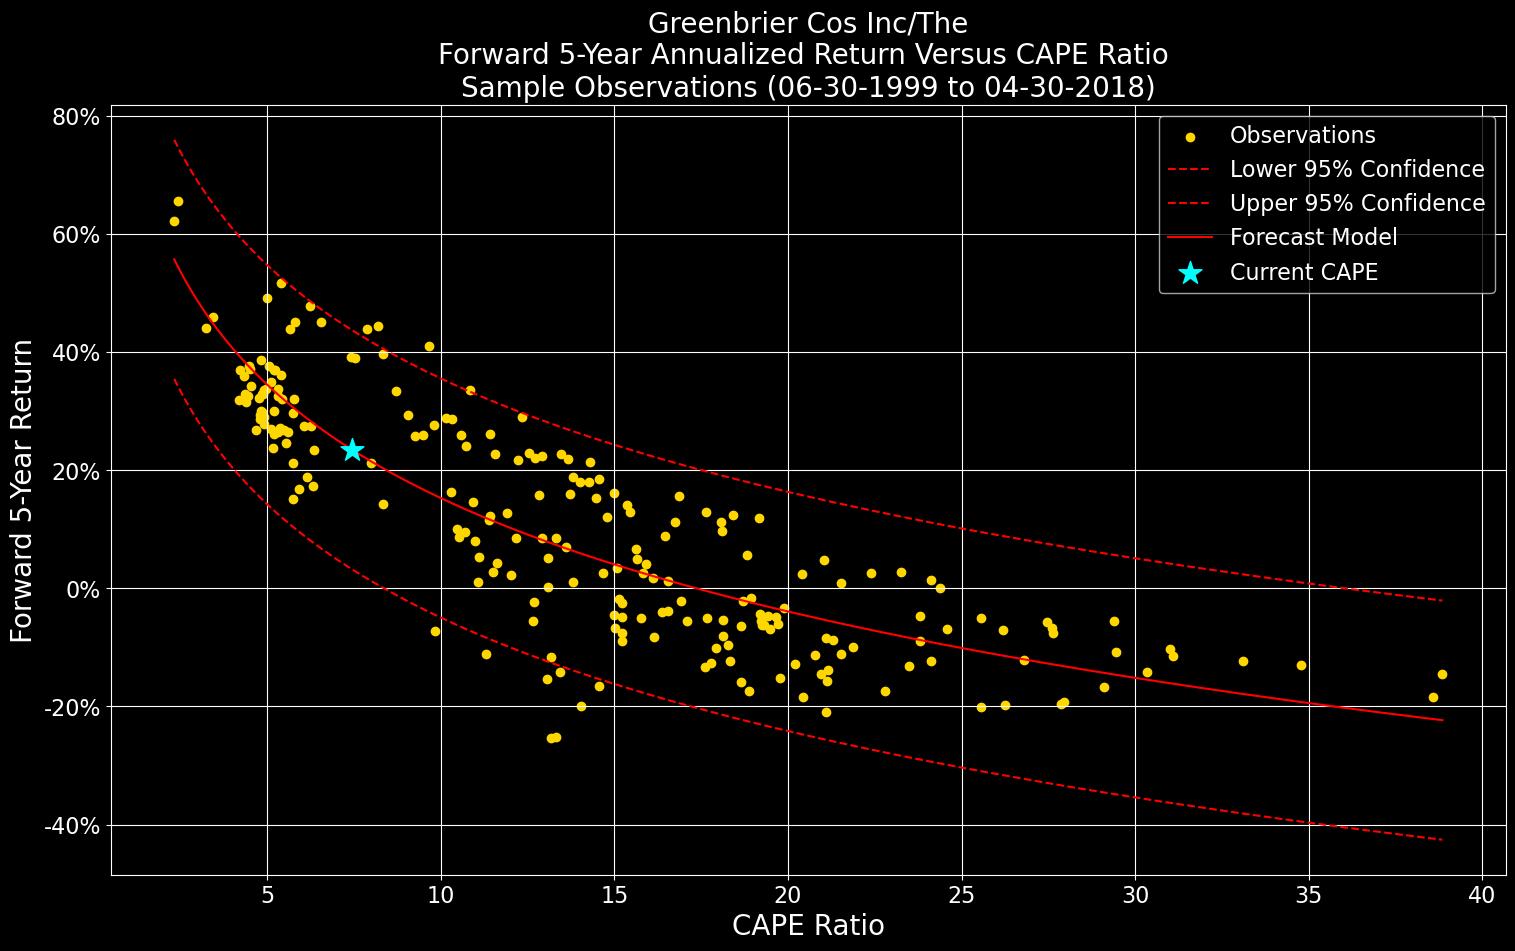 Greenbrier Cos Inc/The
Forward 5-Year Annualized Return Versus CAPE Ratio
Sample Observations (06-30-1999 to 04-30-2018)
Observations
Lower 95% Confidence
Upper 95% Confidence
Forecast Model
Current CAPE
Forward 5-Year Return
80%
60%
40%
20%
0%
-20%
-40%
5 10 15 20 25 30 35 40
CAPE Ratio